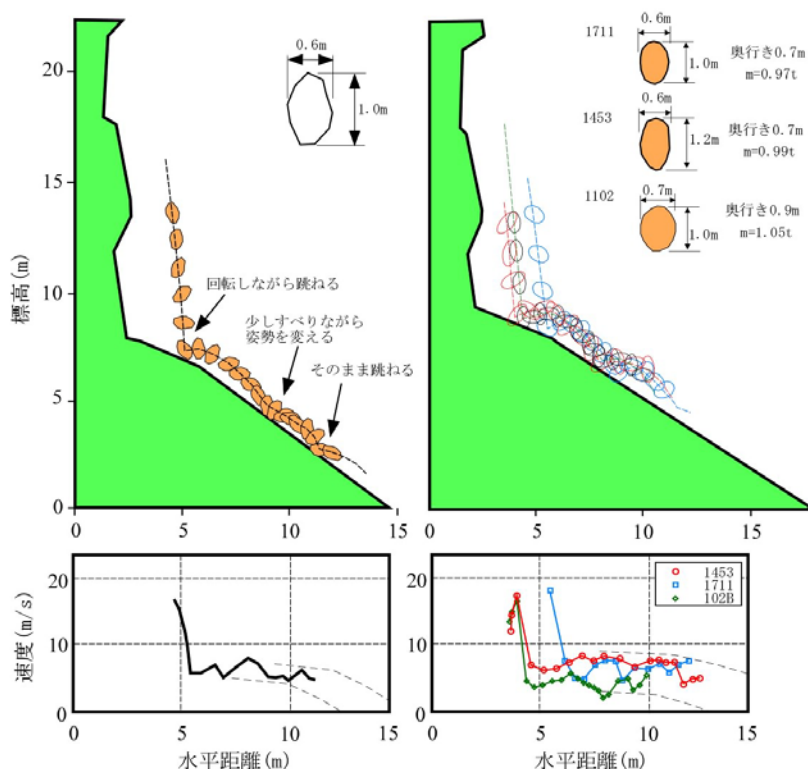 標高(m)
20
15
10
5
0
0.6m
1.0m
回転しながら跳ねる
少しすべりながら
姿勢を変える
そのまま跳ねる
0 5 10 15
1711
0.6m
1.0m
奥行き0.7m
m=0.97t
1453
0.6m
1.2m
奥行き0.7m
m=0.99t
1102
0.7m
1.0m
奥行き0.9m
m=1.05t
0 5 10 15
速度(m/s)
20
10
0
0 5 10 15
水平距離(m)
20
10
0
1453
1711
102B
0 5 10 15
水平距離(m)